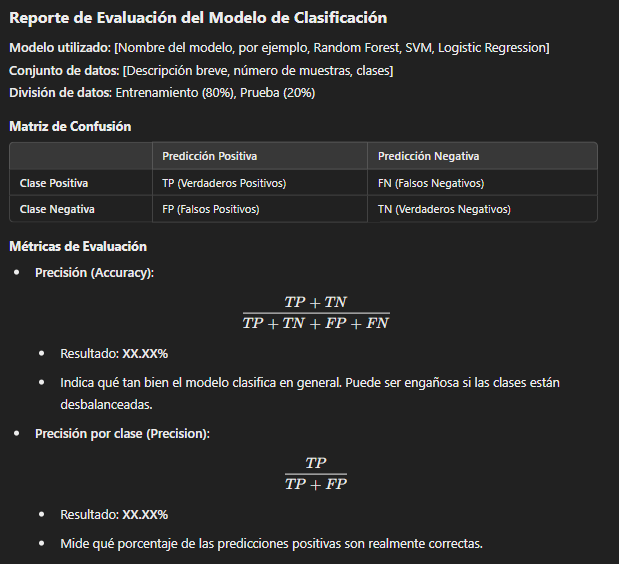 Reporte de Evaluación del Modelo de Clasificación
Modelo utilizado: [Nombre del modelo, por ejemplo, Random Forest, SVM, Logistic Regression]
Conjunto de datos: [Descripción breve, número de muestras, clases]
División de datos: Entrenamiento (80%), Prueba (20%)
Matriz de Confusión
Predicción Positiva Predicción Negativa
Clase Positiva TP (Verdaderos Positivos) FN (Falsos Negativos)
Clase Negativa FP (Falsos Positivos) TN (Verdaderos Negativos)
Métricas de Evaluación
• Precisión (Accuracy):
TP + TN
TP + TN + FP + FN
• Resultado: XX.XX%
• Indica qué tan bien el modelo clasifica en general. Puede ser engañosa si las clases están
desbalanceadas.
• Precisión por clase (Precision):
TP
TP + FP
• Resultado: XX.XX%
• Mide qué porcentaje de las predicciones positivas son realmente correctas.